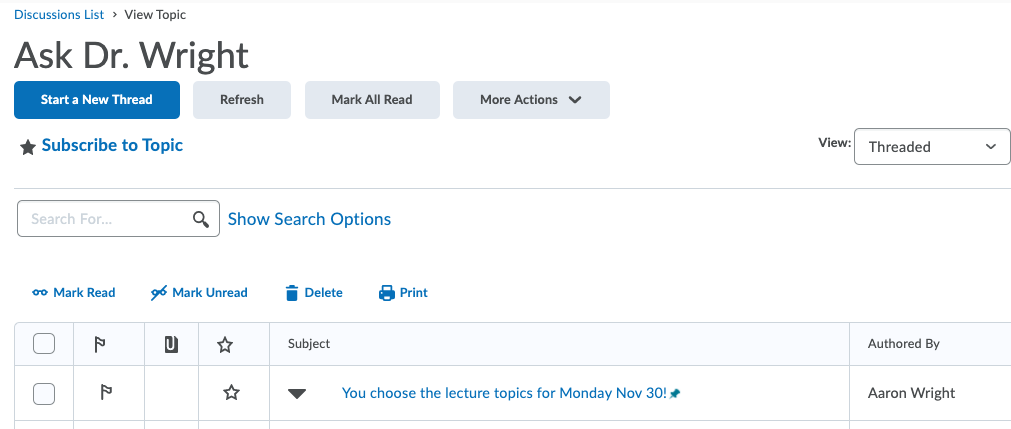 Discussions List › View Topic
Ask Dr. Wright
Start a New Thread Refresh Mark All Read More Actions
Subscribe to Topic View: Threaded
Search For... Show Search Options
Mark Read Mark Unread Delete Print
Subject Authored By
You choose the lecture topics for Monday Nov 30! Aaron Wright